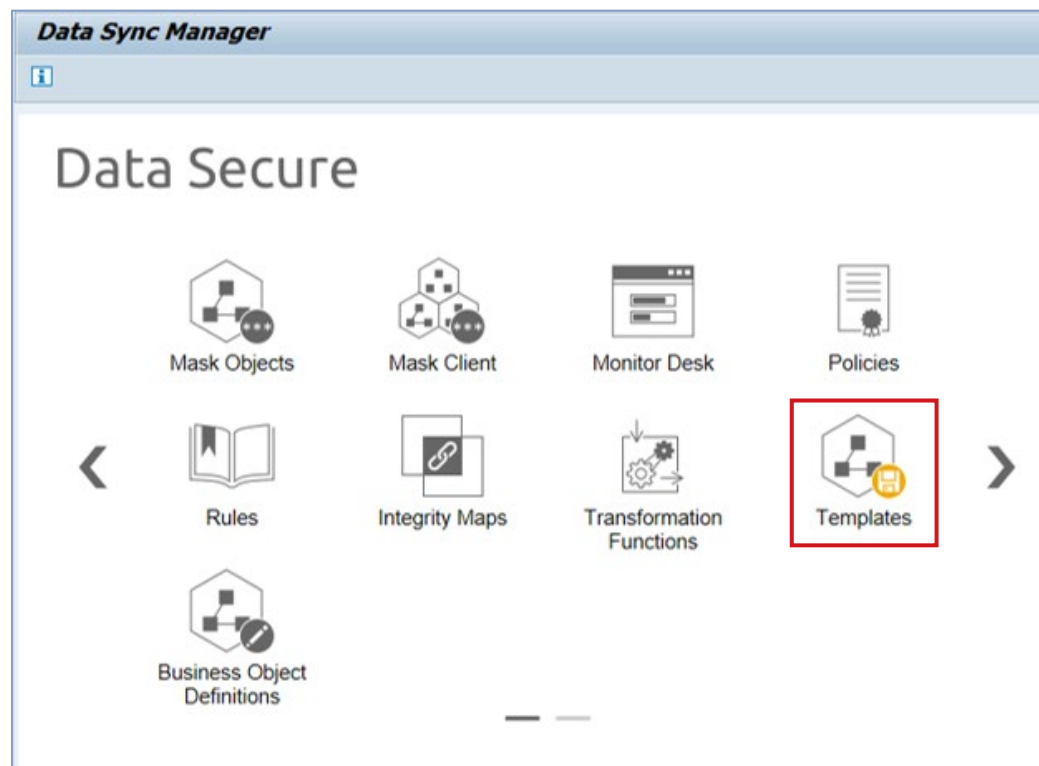 Data Sync Manager
Data Secure
Mask Objects
Mask Client
Monitor Desk
Policies
Rules
Integrity Maps
Transformation
Functions
Templates
Business Object
Definitions